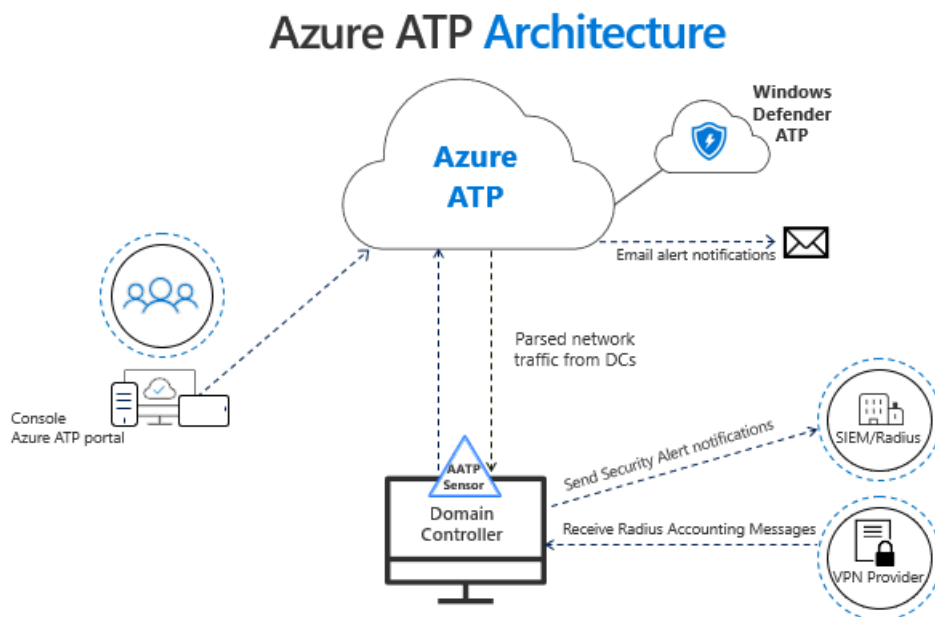 Azure ATP Architecture
Windows
Defender
ATP
Azure
ATP
Email alert notifications
Parsed network
traffic from DCs
Console
Azure ATP portal
SIEM/Radius
Send Security Alert notifications
AATP
Sensor
Domain
Controller
Receive Radius Accounting Messages
VPN Provider